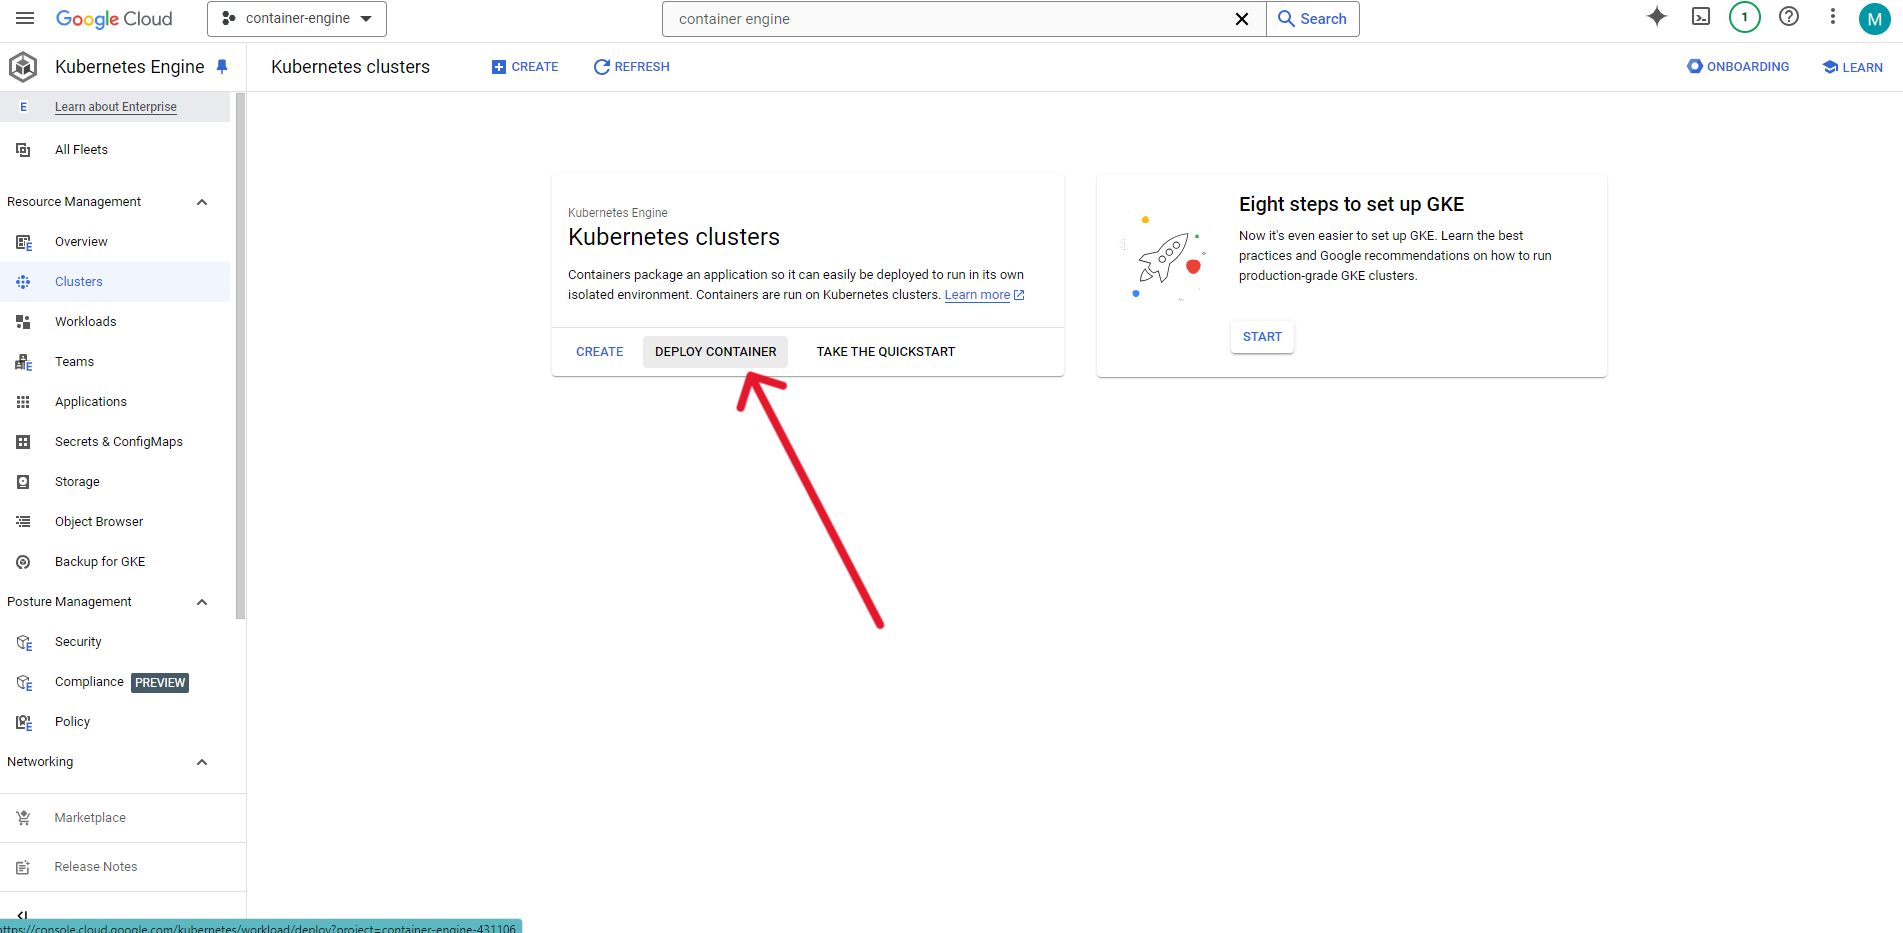 Google Cloud
container-engine
container engine
Search
1
M
Kubernetes Engine
Kubernetes clusters
CREATE
REFRESH
ONBOARDING
LEARN
E
Learn about Enterprise
All Fleets
Resource Management
Overview
Clusters
Workloads
Teams
Applications
Secrets & ConfigMaps
Storage
Object Browser
Backup for GKE
Posture Management
Security
Compliance PREVIEW
Policy
Networking
Marketplace
Release Notes
Kubernetes Engine
Kubernetes clusters
Containers package an application so it can easily be deployed to run in its own
isolated environment. Containers are run on Kubernetes clusters. Learn more
CREATE
DEPLOY CONTAINER
TAKE THE QUICKSTART
Eight steps to set up GKE
Now it's even easier to set up GKE. Learn the best
practices and Google recommendations on how to run
production-grade GKE clusters.
START
https://console.cloud.google.com/kubernetes/workload/deploy?project=container-engine-431106